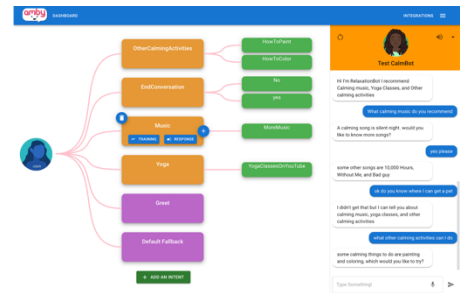 amby
DASHBOARD
INTEGRATIONS
OtherCalmingActivities
HowToPaint
HowToColor
EndConversation
No
yes
Music
TRAINING
RESPONSE
MoreMusic
Yoga
YogaClassesOnYouTube
Greet
Default Fallback
+ ADD AN INTENT
USER
Test CalmBot
Hi I'm RelaxationBot! I recommend
Calming music, Yoga Classes, and Other
calming activities
What calming music do you recommend
A calming song is silent night. would you
like to know more songs?
yes please
some other songs are 10,000 Hours,
Without Me, and Bad guy
ok do you know where I can get a pet
I didn't get that but I can tell you about
calming music, yoga classes, and other
calming activities
what other calming activities can i do
some calming things to do are painting
and coloring. which would you like to try?
Type Something!